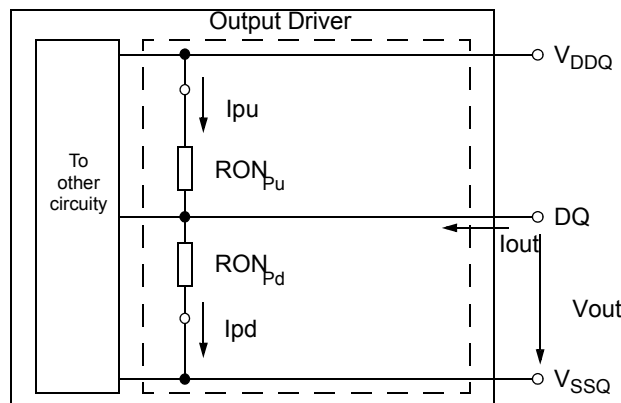 Output Driver
V_DDQ
Ipu
To
other
circuity
RON_Pu
DQ
Iout
RON_Pd
Vout
Ipd
V_SSQ